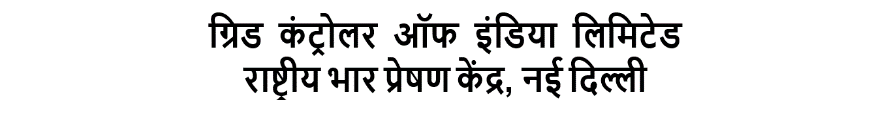 ग्रिड कंट्रोलर ऑफ इंडिया लिमिटेड
राष्ट्रीय भार प्रेषण केंद्र, नई दिल्ली